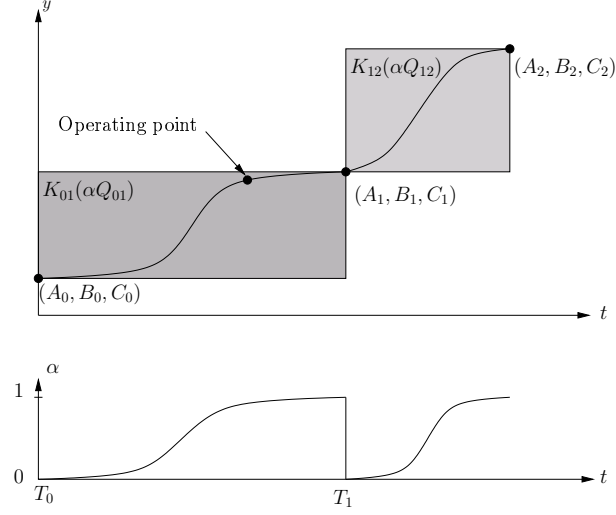 y
K₁₂(αQ₁₂)
(A₂, B₂, C₂)
Operating point
K₀₁(αQ₀₁)
(A₁, B₁, C₁)
(A₀, B₀, C₀)
t
α
1
0
T₀
T₁
t